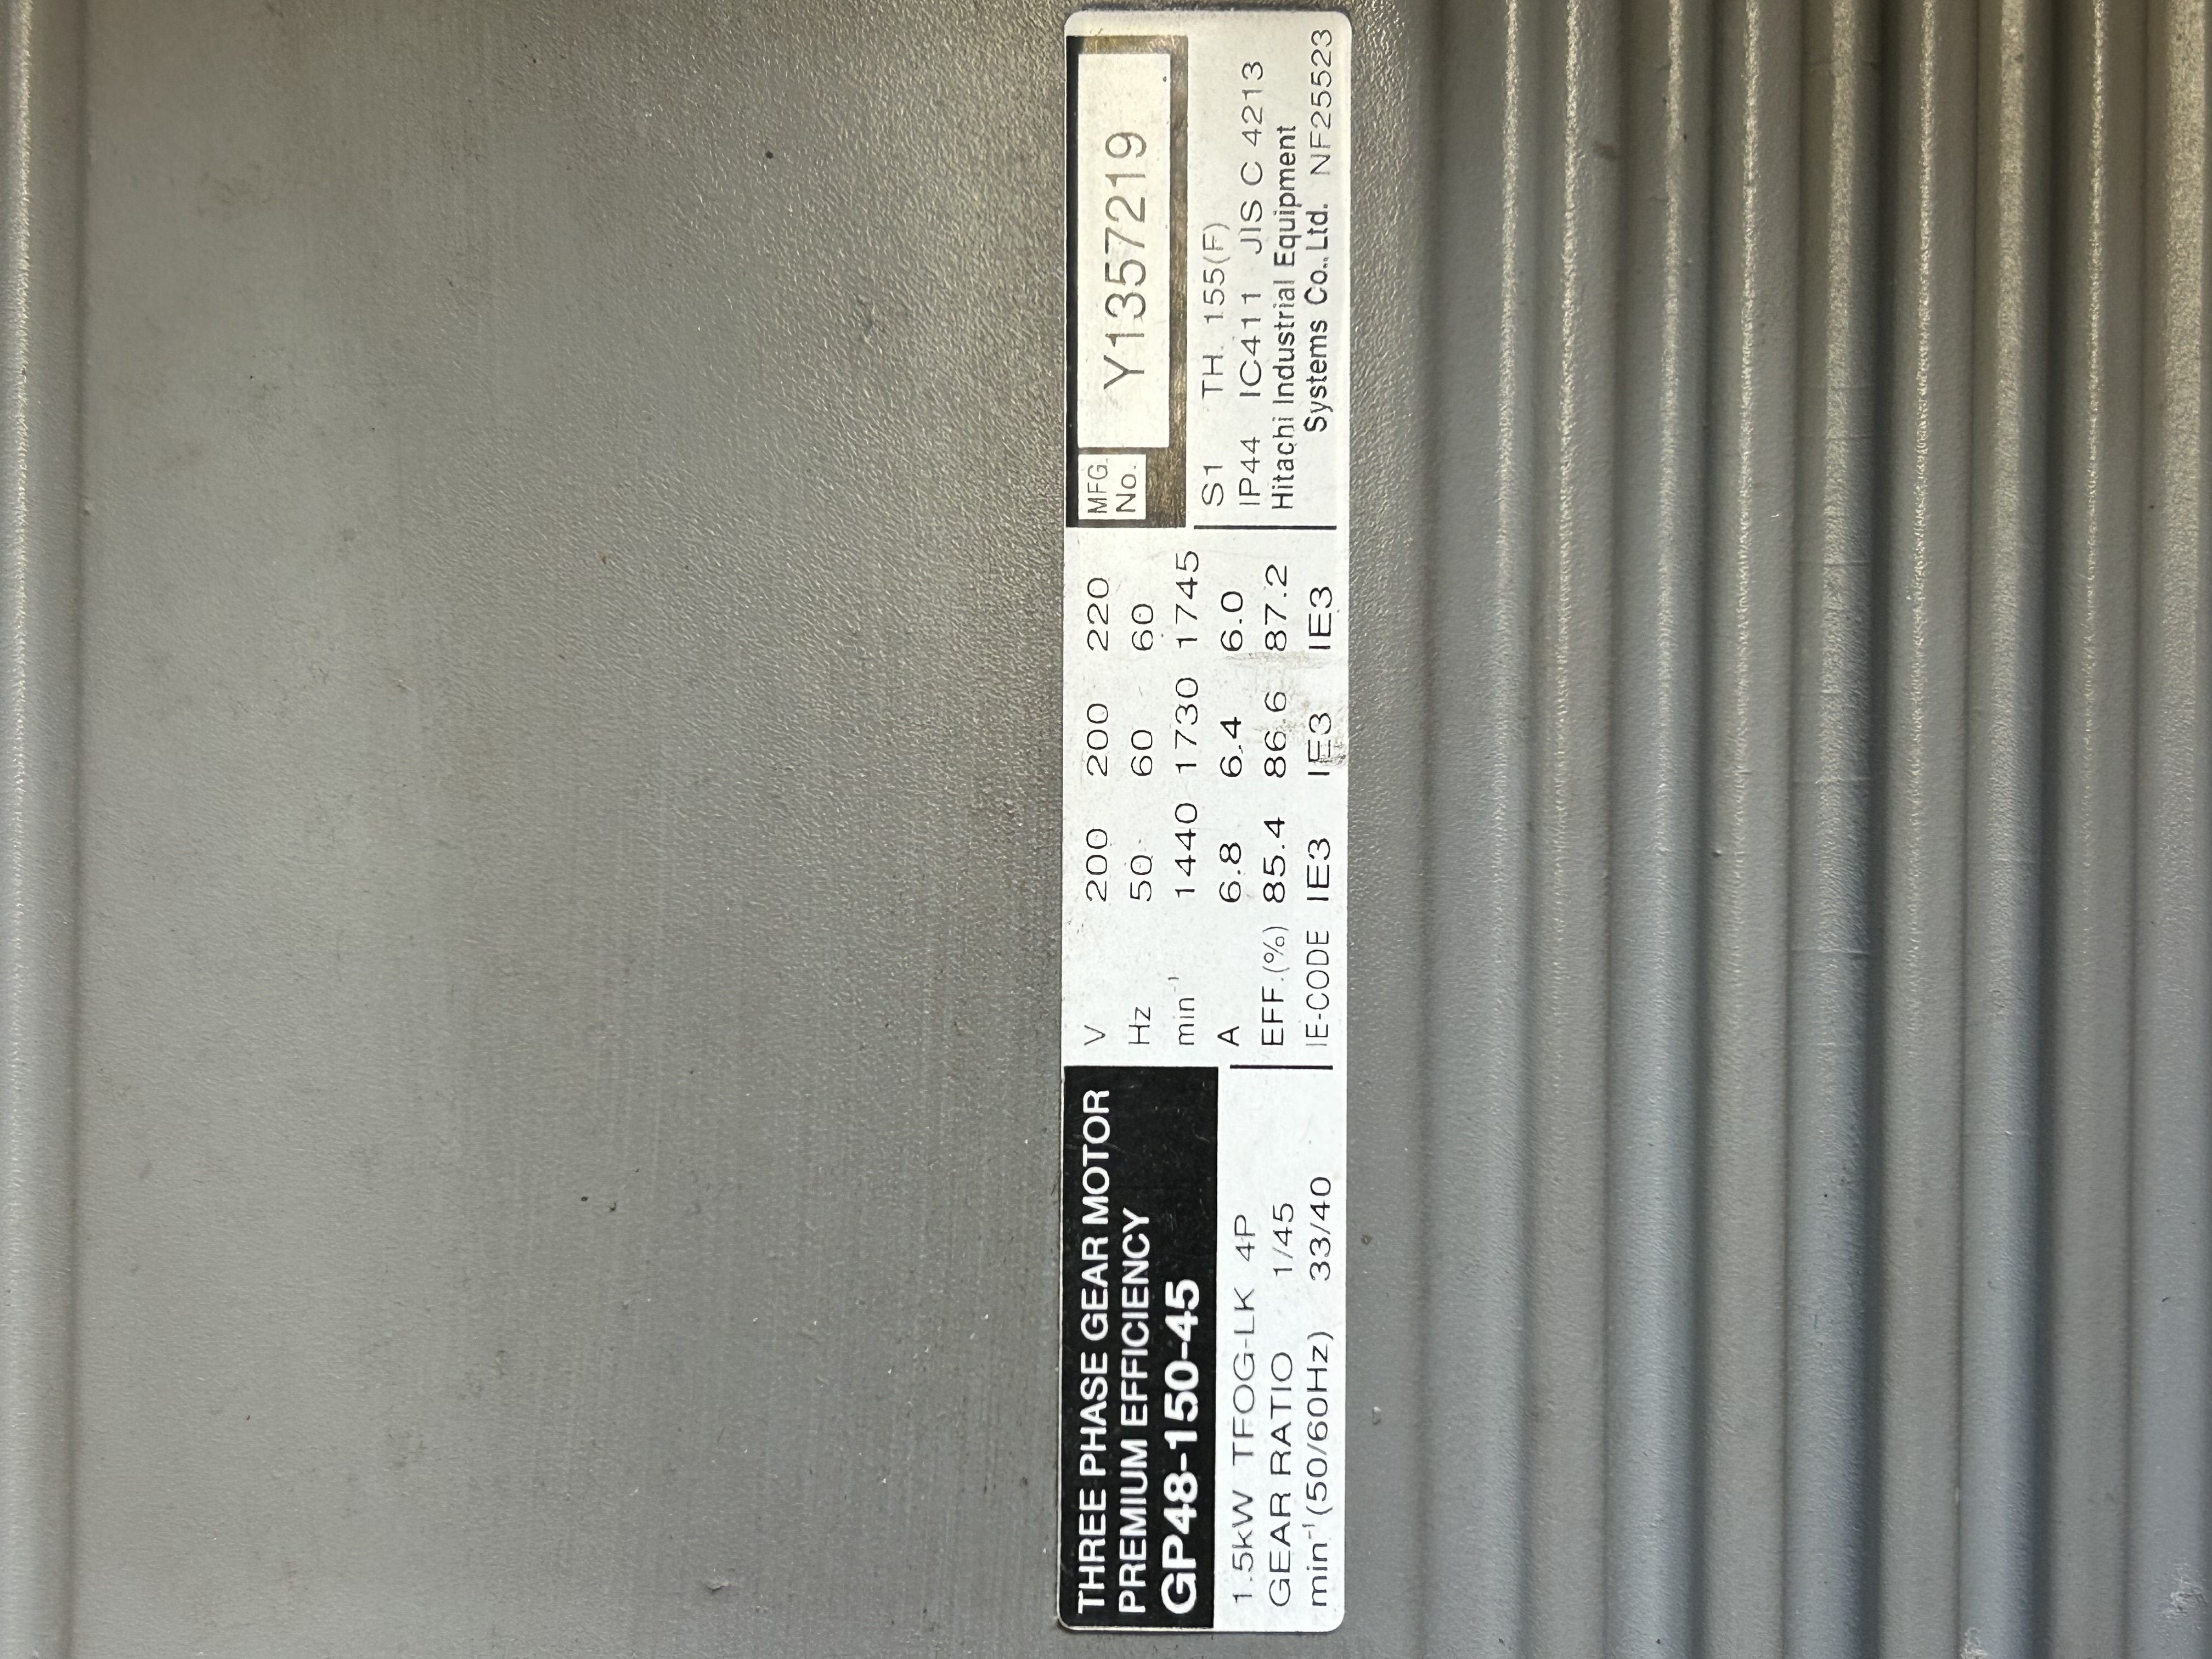 THREE PHASE GEAR MOTOR
PREMIUM EFFICIENCY
GP48-150-45
1.5kW TFOG-LK 4P
GEAR RATIO 1/45
min⁻¹(50/60Hz) 33/40
V 200 200 220
Hz 50 60 60
min⁻¹ 1440 1730 1745
A 6.8 6.4 6.0
EFF.(%) 85.4 86.6 87.2
IE-CODE IE3 IE3 IE3
MFG.
No.
Y1357219
S1 TH. 155(F)
IP44 IC411 JIS C 4213
Hitachi Industrial Equipment
Systems Co.,Ltd. NF25523